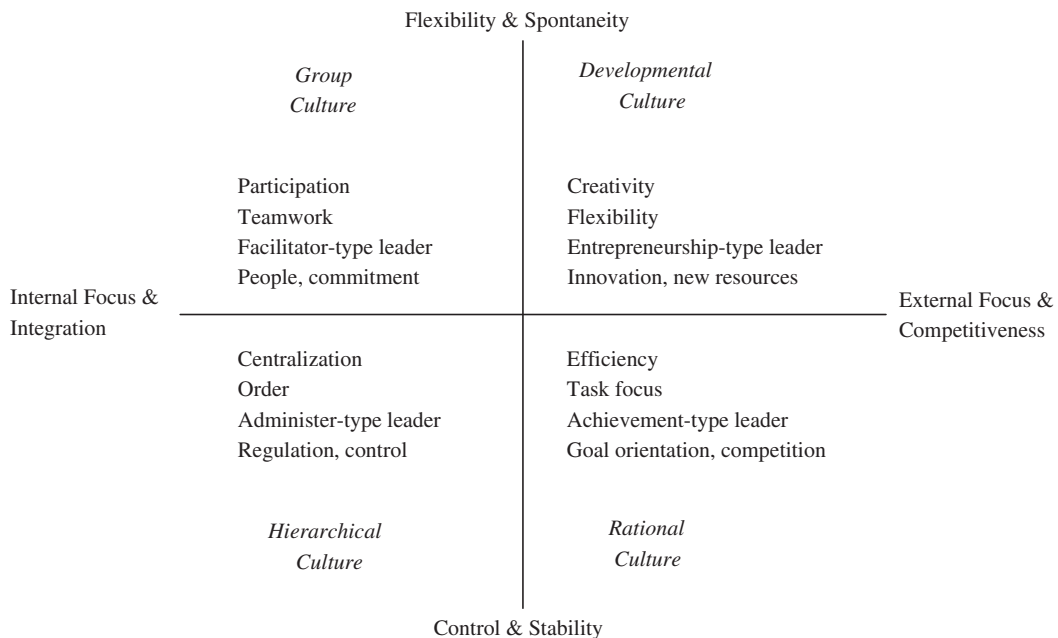 Flexibility & Spontaneity
Group
Culture
Developmental
Culture
Participation
Teamwork
Facilitator-type leader
People, commitment
Creativity
Flexibility
Entrepreneurship-type leader
Innovation, new resources
Internal Focus &
Integration
External Focus &
Competitiveness
Centralization
Order
Administer-type leader
Regulation, control
Efficiency
Task focus
Achievement-type leader
Goal orientation, competition
Hierarchical
Culture
Rational
Culture
Control & Stability